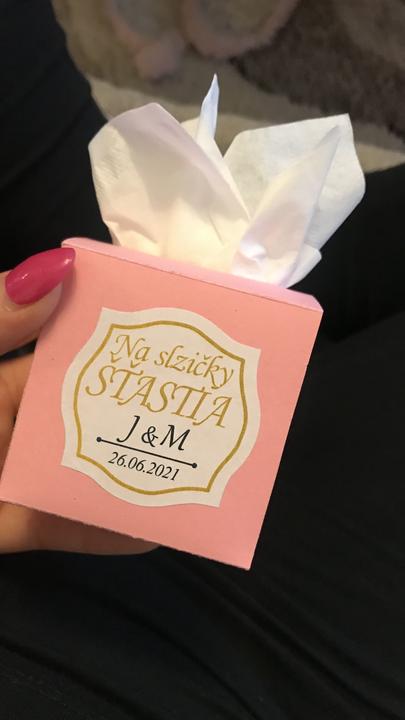 Na slzičky
ŠŤASTIA
J & M
26.06.2021